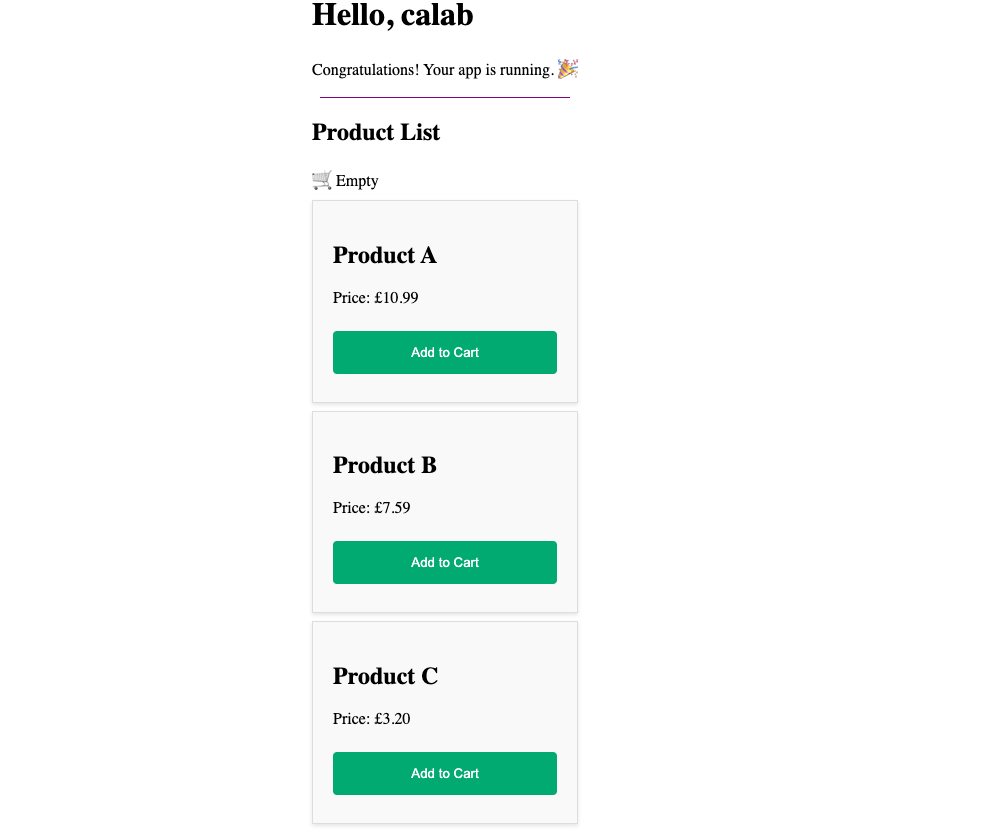 Hello, calab
Congratulations! Your app is running. 🎉
Product List
🛒 Empty
Product A
Price: £10.99
Add to Cart
Product B
Price: £7.59
Add to Cart
Product C
Price: £3.20
Add to Cart